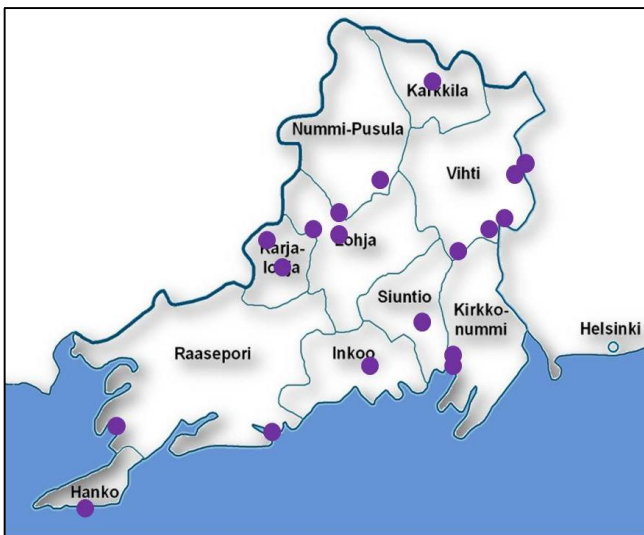 Karkkila
Nummi-Pusula
Vihti
Karja-
lohja
Lohja
Siuntio
Kirkko-
nummi
Helsinki
Raasepori
Inkoo
Hanko